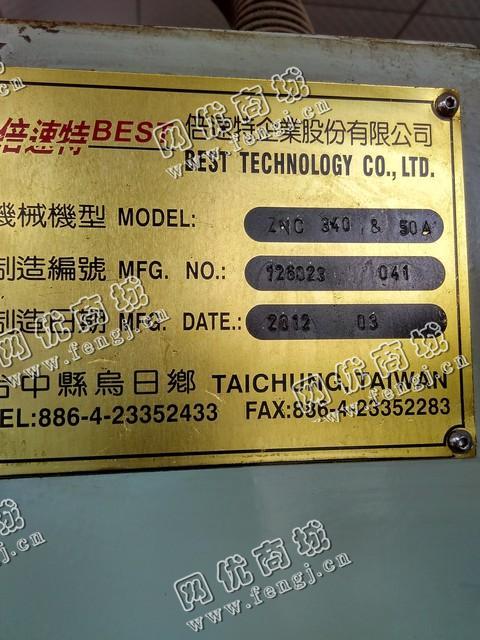 倍速特BEST 倍速特企業股份有限公司
BEST TECHNOLOGY CO.,LTD.
機械機型 MODEL: ZNC 340 & 50A
制造編號 MFG. NO.: 126023 041
制造日期 MFG. DATE.: 2012 03
台中縣烏日鄉 TAICHUNG,TAIWAN
TEL:886-4-23352433 FAX:886-4-23352283
网优商城
www.fengj.cn